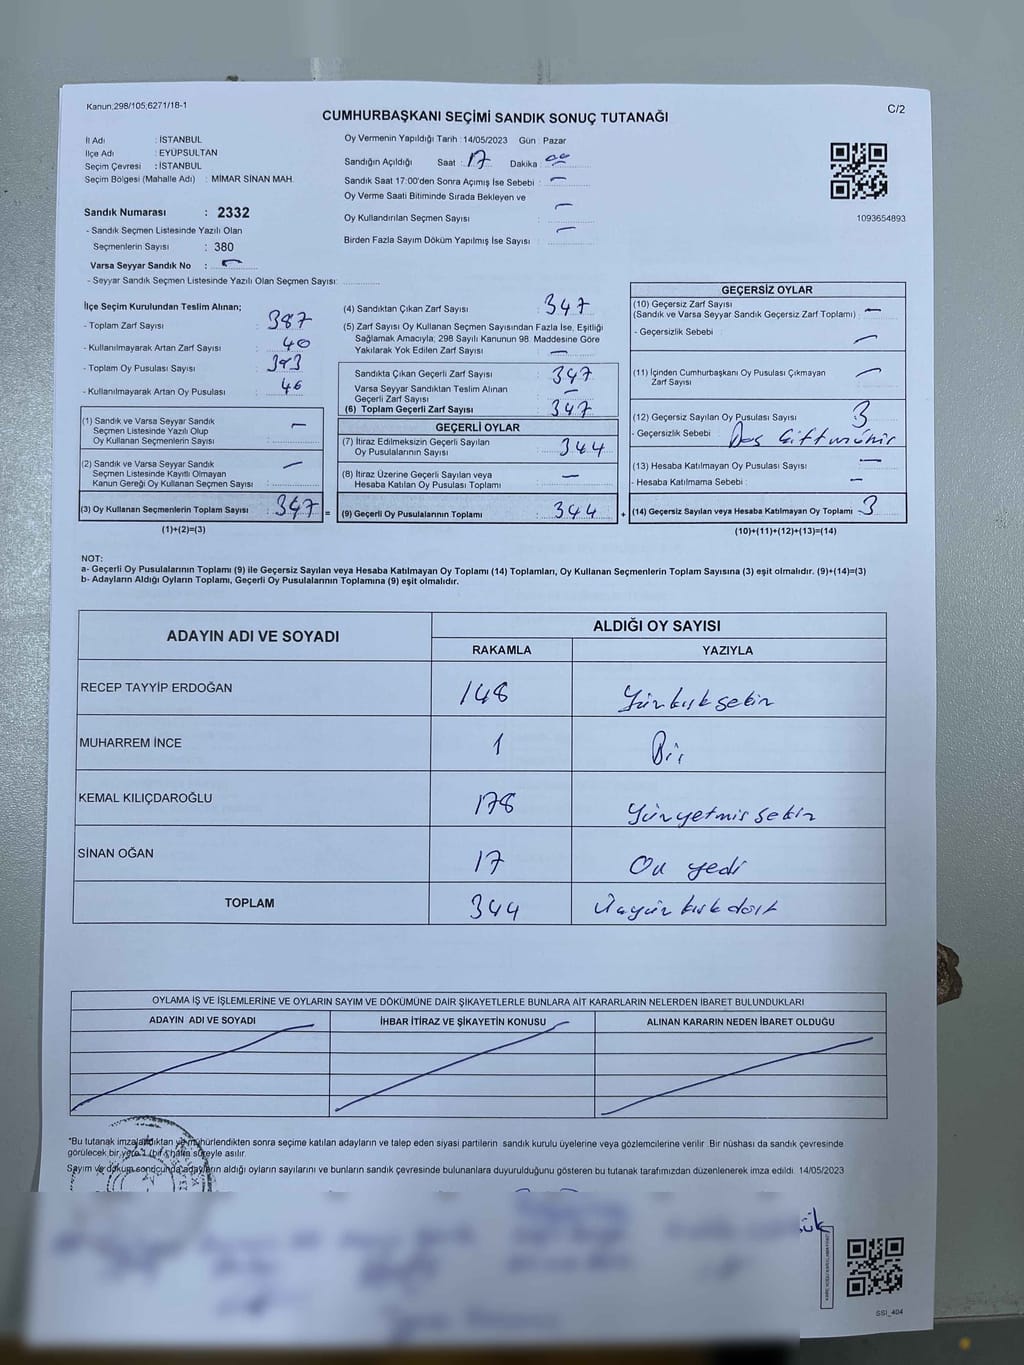 Kanun;298/105;6271/18-1
C/2
CUMHURBAŞKANI SEÇİMİ SANDIK SONUÇ TUTANAĞI
İl Adı : İSTANBUL
İlçe Adı : EYÜPSULTAN
Seçim Çevresi : İSTANBUL
Seçim Bölgesi (Mahalle Adı) : MİMAR SİNAN MAH.
Sandık Numarası : 2332
- Sandık Seçmen Listesinde Yazılı Olan
Seçmenlerin Sayısı : 380
Varsa Seyyar Sandık No : -
- Seyyar Sandık Seçmen Listesinde Yazılı Olan Seçmen Sayısı:
Oy Vermenin Yapıldığı Tarih : 14/05/2023 Gün : Pazar
Sandığın Açıldığı Saat : 17 Dakika : 00
Sandık Saat 17:00'den Sonra Açımış İse Sebebi : -
Oy Verme Saati Bitiminde Sırada Bekleyen ve
Oy Kullandırılan Seçmen Sayısı : -
Birden Fazla Sayım Döküm Yapılmış İse Sayısı : -
1093654893
İlçe Seçim Kurulundan Teslim Alınan;
- Toplam Zarf Sayısı : 387
- Kullanılmayarak Artan Zarf Sayısı : 40
- Toplam Oy Pusulası Sayısı :
- Kullanılmayarak Artan Oy Pusulası : 46
(1) Sandık ve Varsa Seyyar Sandık
Seçmen Listesinde Yazılı Olup
Oy Kullanan Seçmenlerin Sayısı : -
(2) Sandık ve Varsa Seyyar Sandık
Seçmen Listesinde Kayıtlı Olmayan
Kanun Gereği Oy Kullanan Seçmen Sayısı : -
(3) Oy Kullanan Seçmenlerin Toplam Sayısı : 347 =
(1)+(2)=(3)
(4) Sandıktan Çıkan Zarf Sayısı : 347
(5) Zarf Sayısı Oy Kullanan Seçmen Sayısından Fazla İse, Eşitliği
Sağlamak Amacıyla; 298 Sayılı Kanunun 98. Maddesine Göre
Yakılarak Yok Edilen Zarf Sayısı : -
Sandıkta Çıkan Geçerli Zarf Sayısı : 347
Varsa Seyyar Sandıktan Teslim Alınan
Geçerli Zarf Sayısı : -
(6) Toplam Geçerli Zarf Sayısı : 347
GEÇERLİ OYLAR
(7) İtiraz Edilmeksizin Geçerli Sayılan
Oy Pusulalarının Sayısı : 344
(8) İtiraz Üzerine Geçerli Sayılan veya
Hesaba Katılan Oy Pusulası Toplamı : -
(9) Geçerli Oy Pusulalarının Toplamı : 344 +
GEÇERSİZ OYLAR
(10) Geçersiz Zarf Sayısı
(Sandık ve Varsa Seyyar Sandık Geçersiz Zarf Toplamı) : -
- Geçersizlik Sebebi : -
(11) İçinden Cumhurbaşkanı Oy Pusulası Çıkmayan
Zarf Sayısı : -
(12) Geçersiz Sayılan Oy Pusulası Sayısı : 3
- Geçersizlik Sebebi : Çift mühür
(13) Hesaba Katılmayan Oy Pusulası Sayısı : -
- Hesaba Katılmama Sebebi : -
(14) Geçersiz Sayılan veya Hesaba Katılmayan Oy Toplamı : 3
(10)+(11)+(12)+(13)=(14)
NOT:
a- Geçerli Oy Pusulalarının Toplamı (9) ile Geçersiz Sayılan veya Hesaba Katılmayan Oy Toplamı (14) Toplamları, Oy Kullanan Seçmenlerin Toplam Sayısına (3) eşit olmalıdır. (9)+(14)=(3)
b- Adayların Aldığı Oyların Toplamı, Geçerli Oy Pusulalarının Toplamına (9) eşit olmalıdır.
ADAYIN ADI VE SOYADI
ALDIĞI OY SAYISI
RAKAMLA YAZIYLA
RECEP TAYYİP ERDOĞAN 148 Yüzkırksekiz
MUHARREM İNCE 1 Bir
KEMAL KILIÇDAROĞLU 178 Yüzyetmiş sekiz
SİNAN OĞAN 17 On yedi
TOPLAM 344 Üçyüz kırk dört
OYLAMA İŞ VE İŞLEMLERİNE VE OYLARIN SAYIM VE DÖKÜMÜNE DAİR ŞİKAYETLERLE BUNLARA AİT KARARLARIN NELERDEN İBARET BULUNDUKLARI
ADAYIN ADI VE SOYADI İHBAR İTİRAZ VE ŞİKAYETİN KONUSU ALINAN KARARIN NEDEN İBARET OLDUĞU
*Bu tutanak imzalandıktan ve mühürlendikten sonra seçime katılan adayların ve talep eden siyasi partilerin sandık kurulu üyelerine veya gözlemcilerine verilir. Bir nüshası da sandık çevresinde
görülecek bir yere 1 (bir) hafta süreyle asılır.
Sayım ve döküm sonucunda adayların aldığı oyların sayılarını ve bunların sandık çevresinde bulunanlara duyurulduğunu gösteren bu tutanak tarafımızdan düzenlenerek imza edildi. 14/05/2023
SSI_404